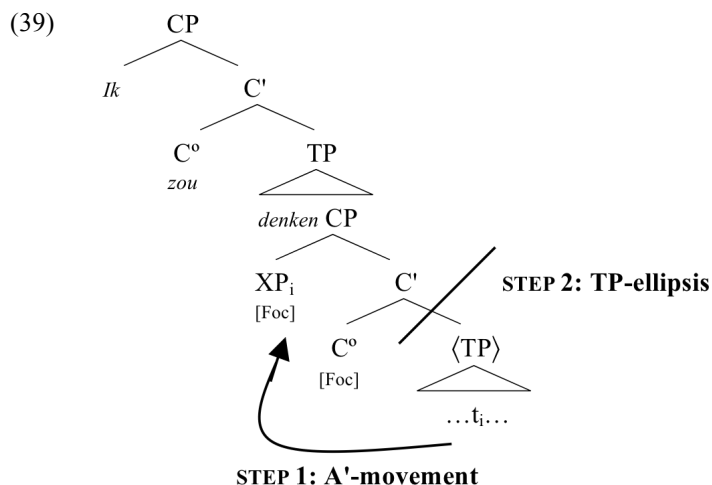 (39) CP
Ik C'
Cº TP
zou
denken CP
XPi C' STEP 2: TP-ellipsis
[Foc]
Cº ⟨TP⟩
[Foc]
…ti…
STEP 1: A'-movement